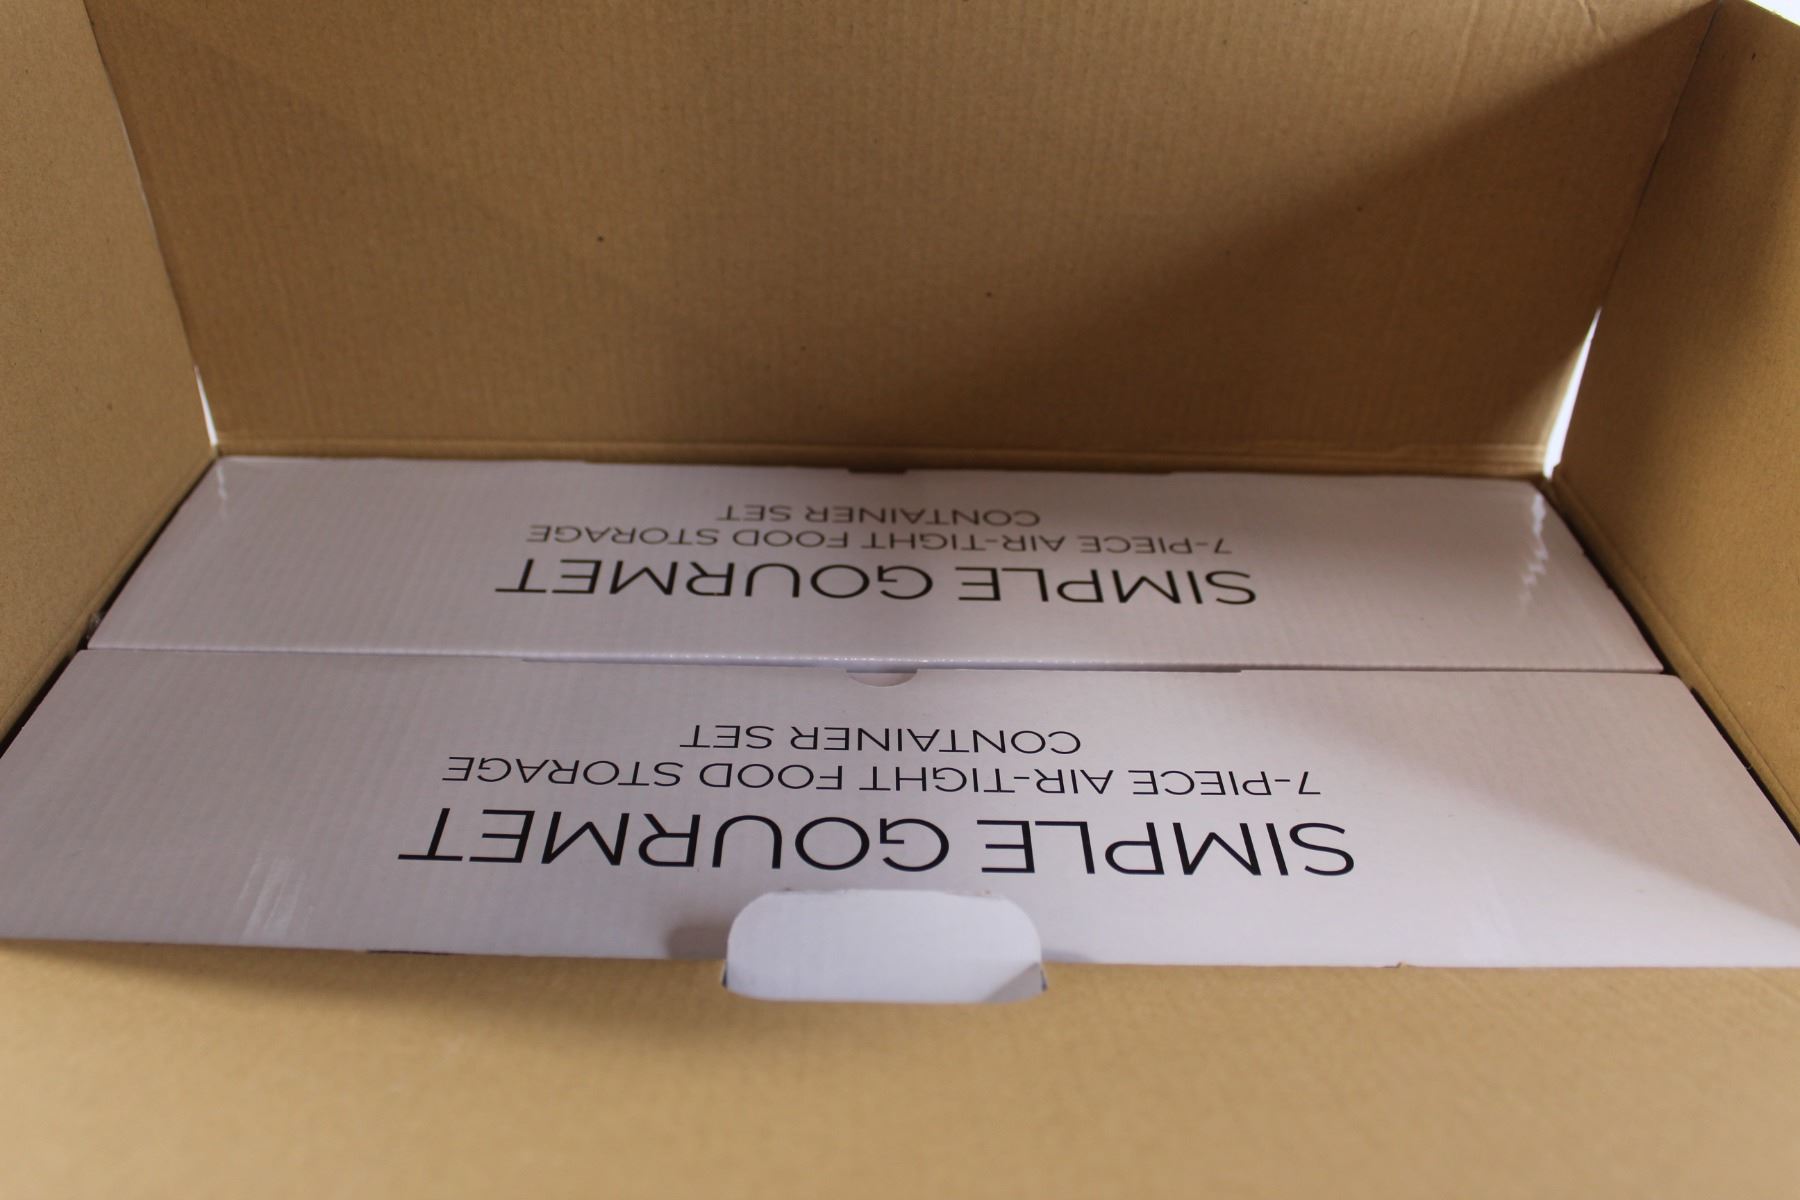 SIMPLE GOURMET
7-PIECE AIR-TIGHT FOOD STORAGE
CONTAINER SET
SIMPLE GOURMET
7-PIECE AIR-TIGHT FOOD STORAGE
CONTAINER SET